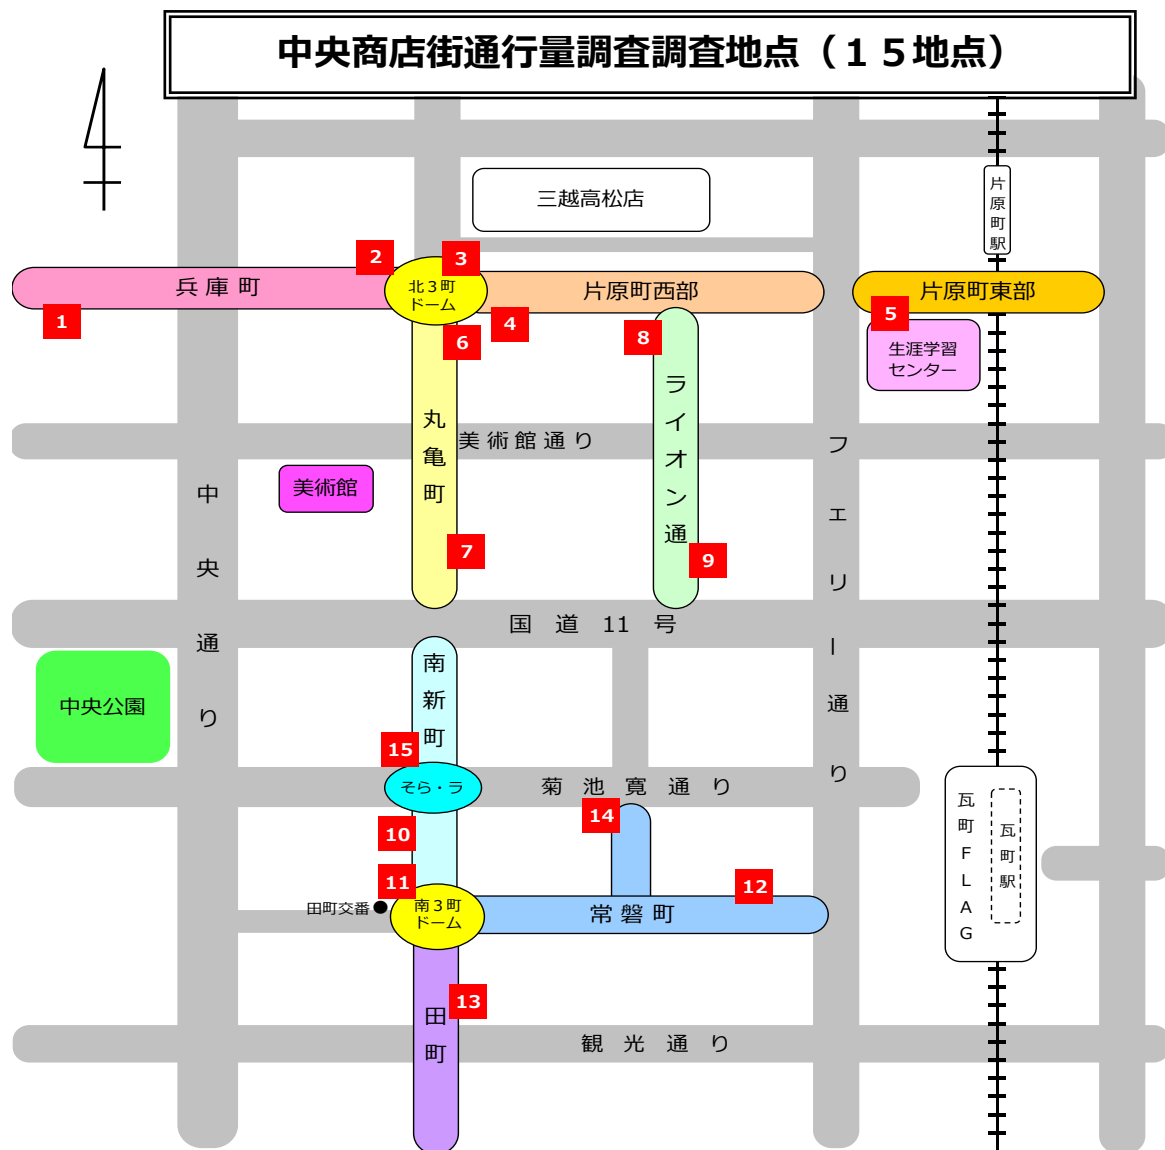 中央商店街通行量調査調査地点（１５地点）
三越高松店
片原町駅
2
3
兵庫町
北３町
ドーム
片原町西部
片原町東部
1
4
5
6
8
生涯学習
センター
丸亀町
ライオン通
美術館通り
フェリー通り
中央通り
美術館
7
9
国道11号
南新町
中央公園
15
そら・ラ
菊池寛通り
瓦町FLAG
瓦町駅
14
10
11
12
田町交番
南３町
ドーム
常磐町
13
田町
観光通り